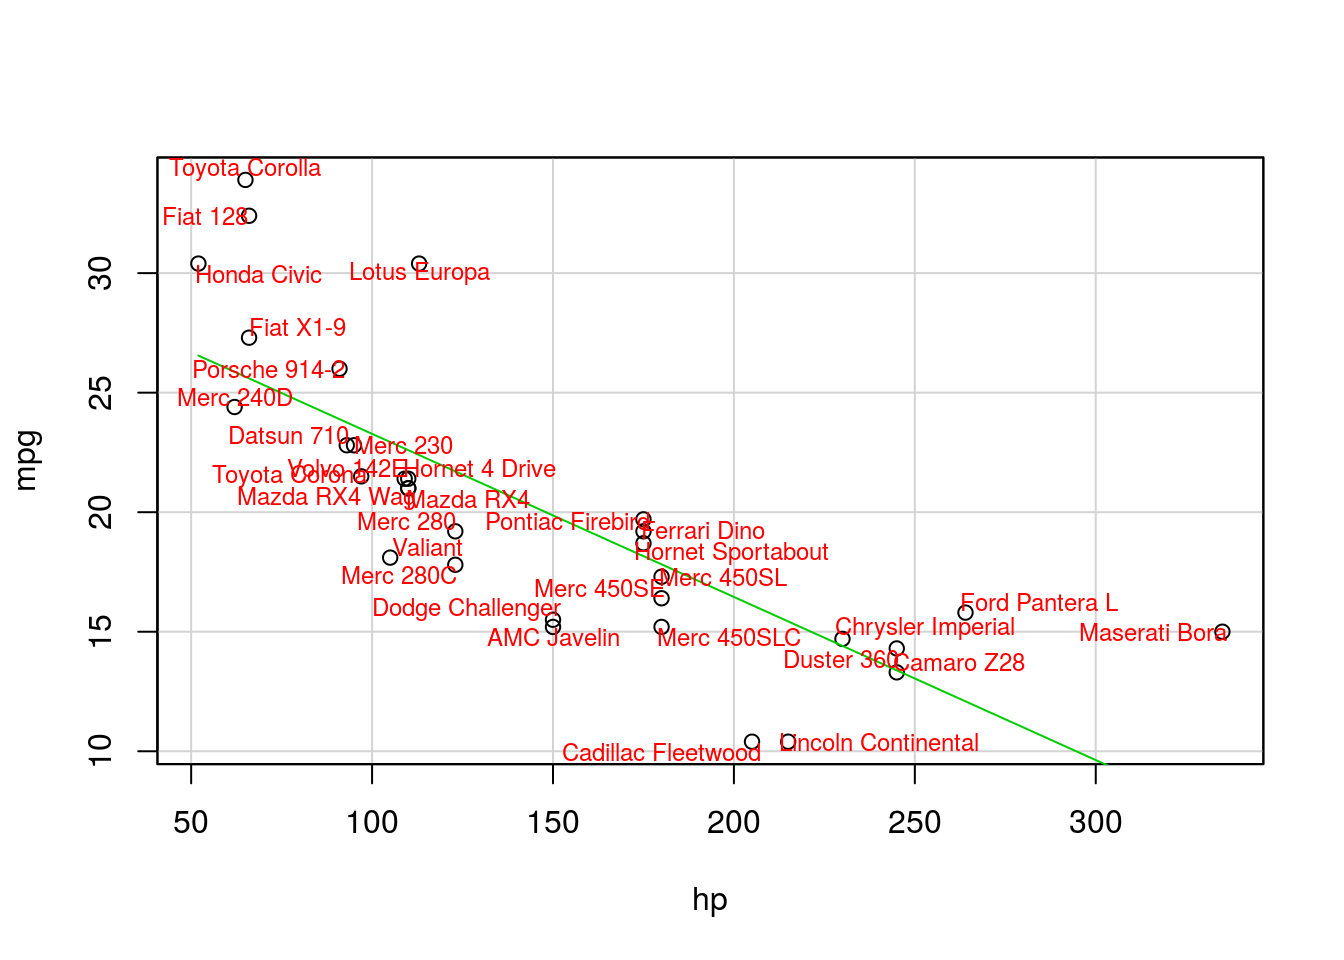 Toyota Corolla
Fiat 128
Honda Civic
Lotus Europa
Fiat X1-9
Porsche 914-2
Merc 240D
Datsun 710
Merc 230
Volvo 142E
Hornet 4 Drive
Toyota Corona
Mazda RX4 Wag
Mazda RX4
Merc 280
Pontiac Firebird
Ferrari Dino
Valiant
Hornet Sportabout
Merc 280C
Merc 450SL
Merc 450SE
Dodge Challenger
Ford Pantera L
AMC Javelin
Merc 450SLC
Chrysler Imperial
Maserati Bora
Duster 360
Camaro Z28
Cadillac Fleetwood
Lincoln Continental
30
25
20
15
10
mpg
50 100 150 200 250 300
hp